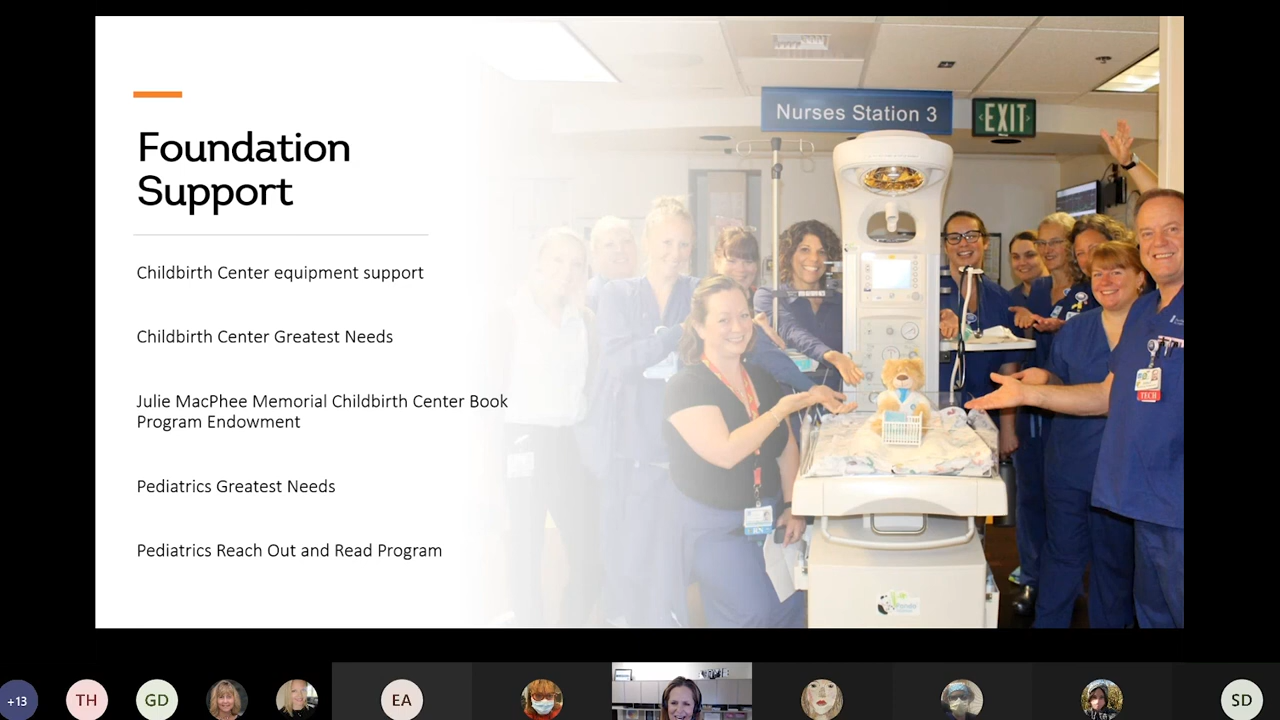 Foundation
Support
Childbirth Center equipment support
Childbirth Center Greatest Needs
Julie MacPhee Memorial Childbirth Center Book
Program Endowment
Pediatrics Greatest Needs
Pediatrics Reach Out and Read Program
Nurses Station 3
EXIT
TECH
RN
+13
TH
GD
EA
SD